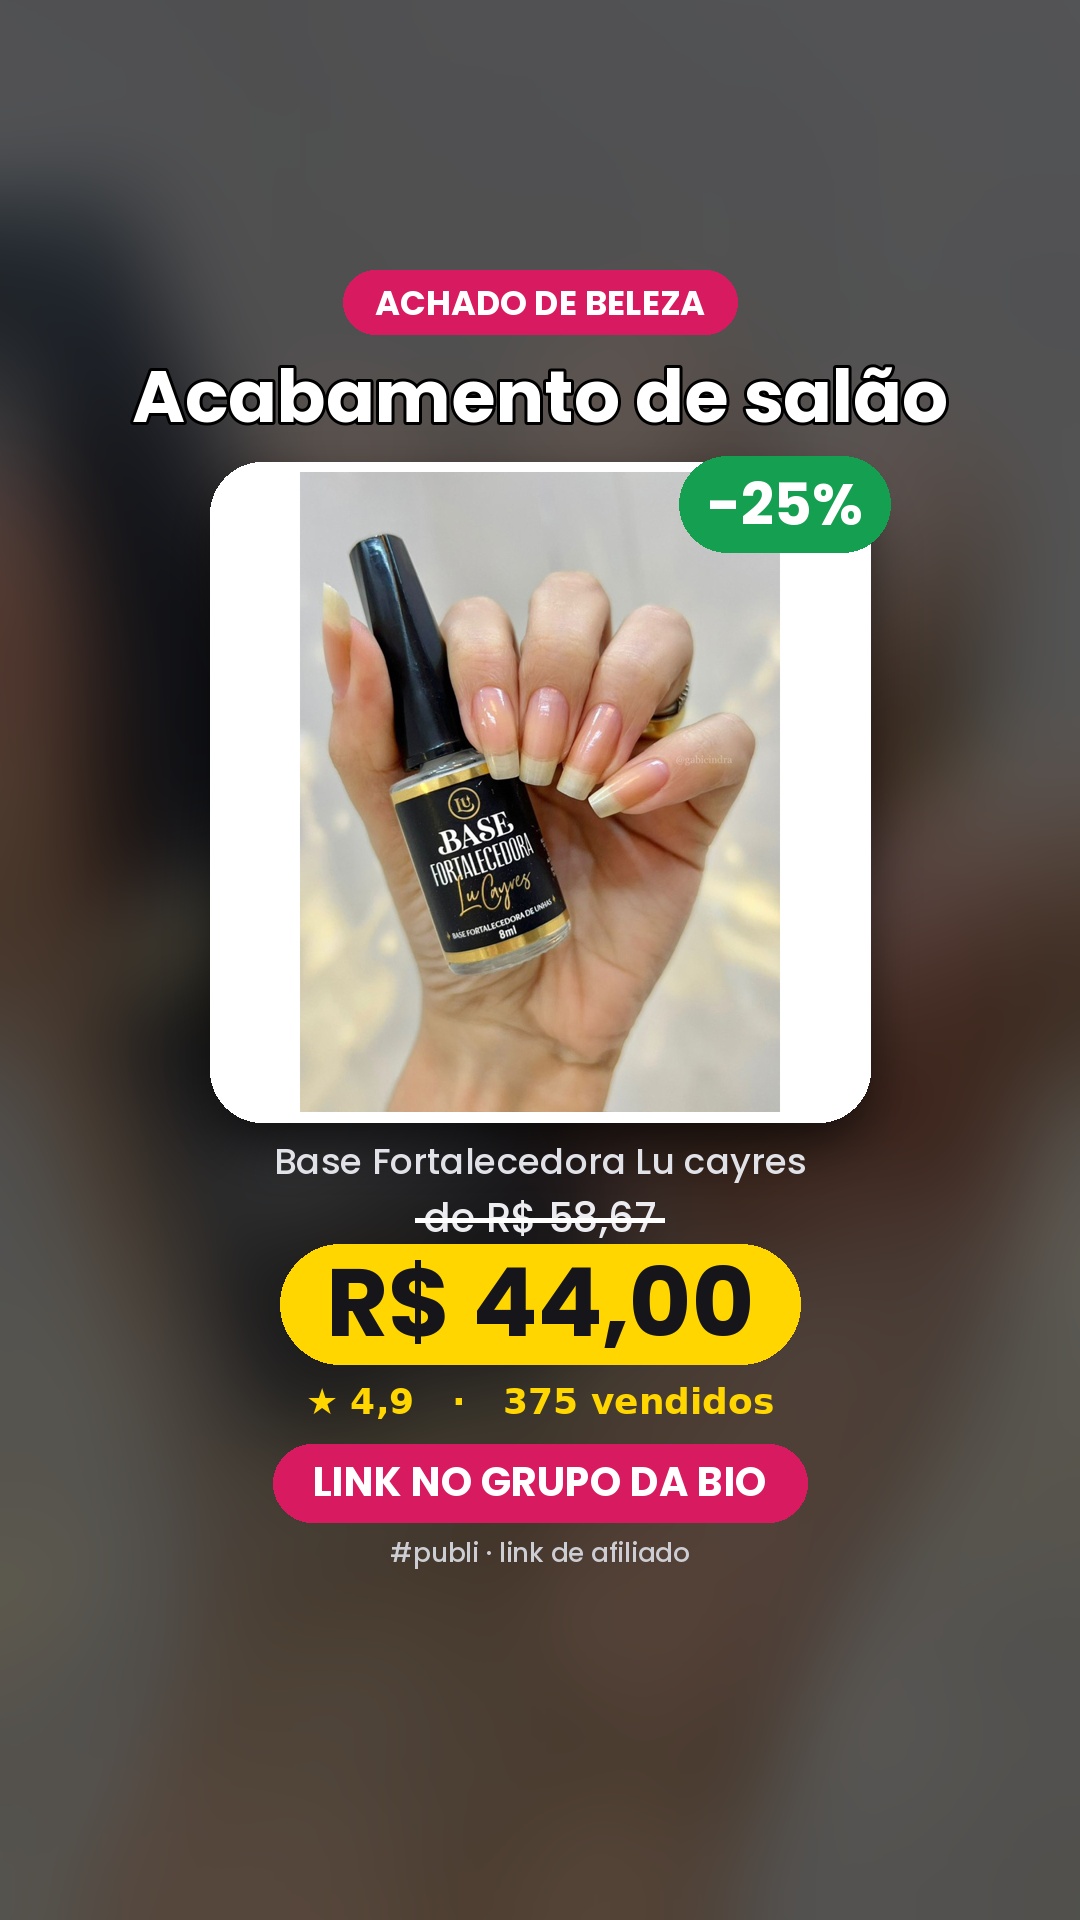 ACHADO DE BELEZA
Acabamento de salão
-25%
@gabicindra
LU
BASE
FORTALECEDORA
Lu Cayres
BASE FORTALECEDORA DE UNHAS
8ml
Base Fortalecedora Lu cayres
de R$ 58,67
R$ 44,00
★ 4,9 · 375 vendidos
LINK NO GRUPO DA BIO
#publi · link de afiliado